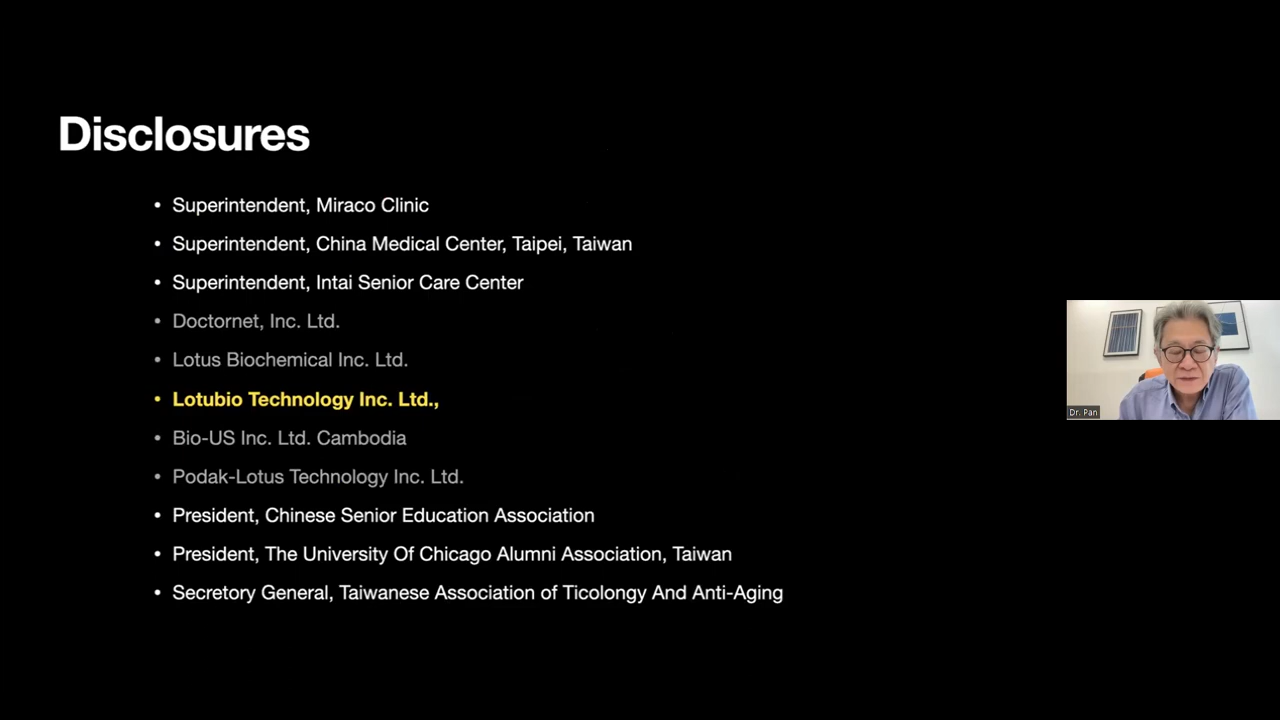 Disclosures
• Superintendent, Miraco Clinic
• Superintendent, China Medical Center, Taipei, Taiwan
• Superintendent, Intai Senior Care Center
• Doctornet, Inc. Ltd.
• Lotus Biochemical Inc. Ltd.
• Lotubio Technology Inc. Ltd.,
• Bio-US Inc. Ltd. Cambodia
• Podak-Lotus Technology Inc. Ltd.
• President, Chinese Senior Education Association
• President, The University Of Chicago Alumni Association, Taiwan
• Secretory General, Taiwanese Association of Ticolongy And Anti-Aging
Dr. Pan